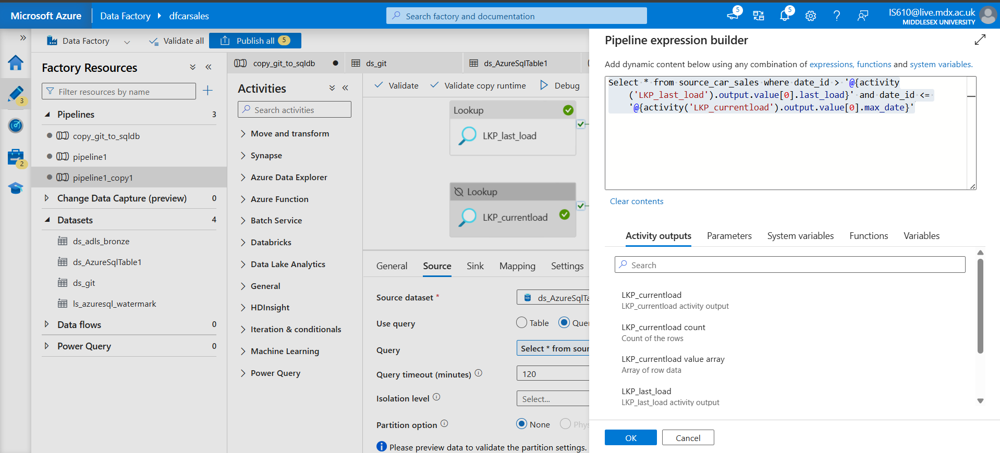 Microsoft Azure
Data Factory
dfcarsales
Search factory and documentation
5
5
IS610@live.mdx.ac.uk
MIDDLESEX UNIVERSITY
Data Factory
Validate all
Publish all
5
3
2
Factory Resources
Filter resources by name
Pipelines
3
copy_git_to_sqldb
pipeline1
pipeline1_copy1
Change Data Capture (preview)
0
Datasets
4
ds_adls_bronze
ds_AzureSqlTable1
ds_git
ls_azuresql_watermark
Data flows
0
Power Query
0
copy_git_to_sqldb
ds_git
ds_AzureSqlTable1
Activities
Search activities
Move and transform
Synapse
Azure Data Explorer
Azure Function
Batch Service
Databricks
Data Lake Analytics
General
HDInsight
Iteration & conditionals
Machine Learning
Power Query
Validate
Validate copy runtime
Debug
Lookup
LKP_last_load
Lookup
LKP_currentload
General
Source
Sink
Mapping
Settings
Source dataset *
SQL
ds_AzureSqlTa
Use query
Table
Quer
Query
Select * from sour
Query timeout (minutes)
120
Isolation level
Select...
Partition option
None
Phys
Please preview data to validate the partition settings.
Pipeline expression builder
Add dynamic content below using any combination of expressions, functions and system variables.
Select * from source_car_sales where date_id > '@{activity
('LKP_last_load').output.value[0].last_load}' and date_id <=
'@{activity('LKP_currentload').output.value[0].max_date}'
Clear contents
Activity outputs
Parameters
System variables
Functions
Variables
Search
LKP_currentload
LKP_currentload activity output
LKP_currentload count
Count of the rows
LKP_currentload value array
Array of row data
LKP_last_load
LKP_last_load activity output
OK
Cancel